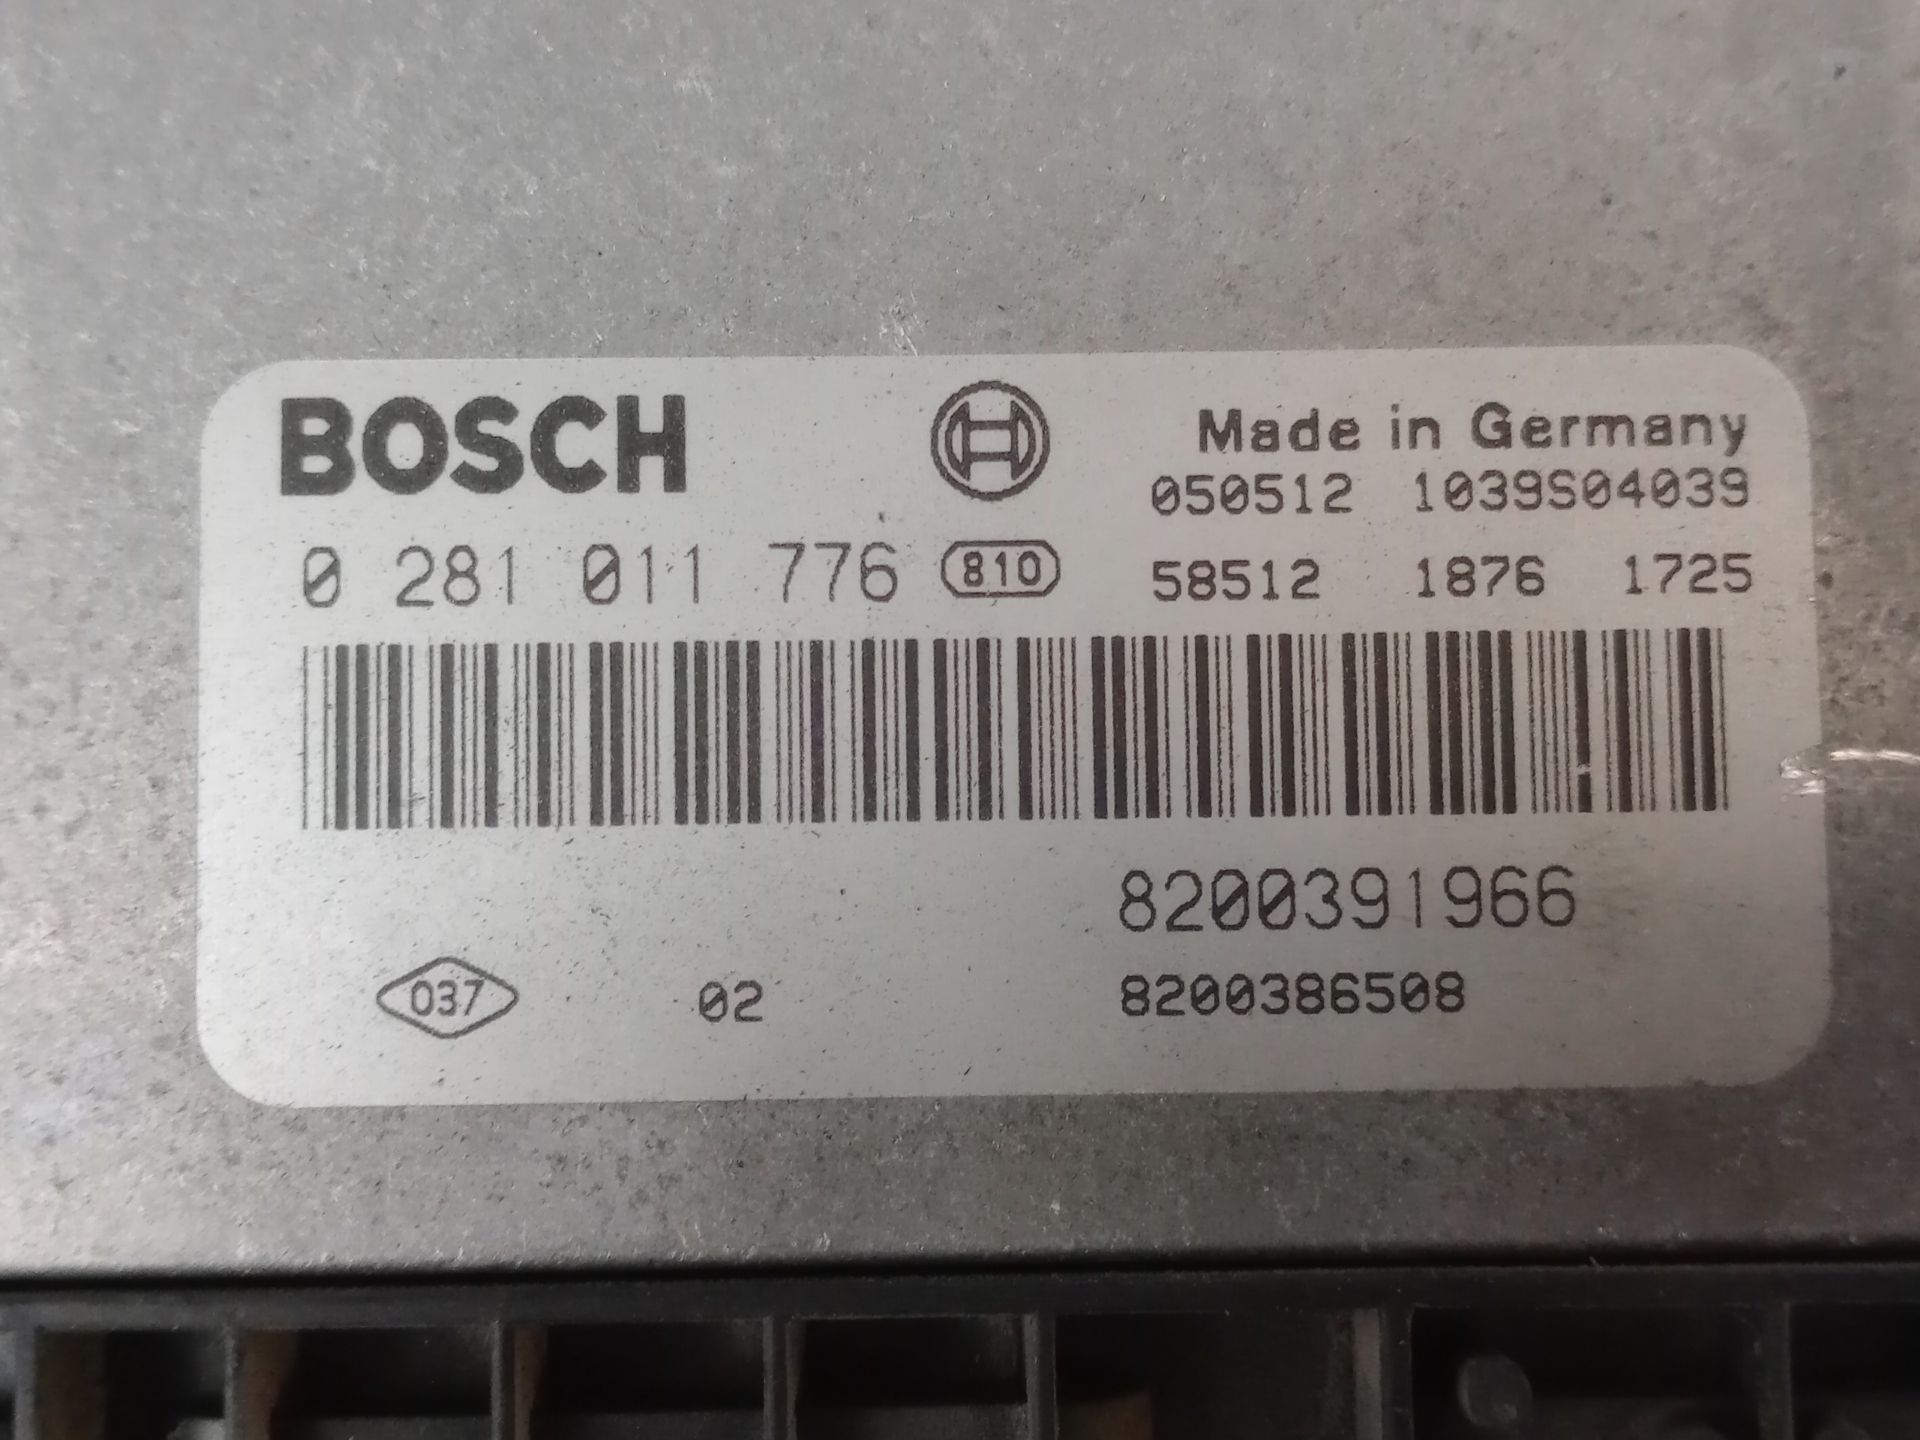 BOSCH
Made in Germany
050512 1039S04039
0 281 011 776 810 58512 1876 1725
8200391966
037 02 8200386508